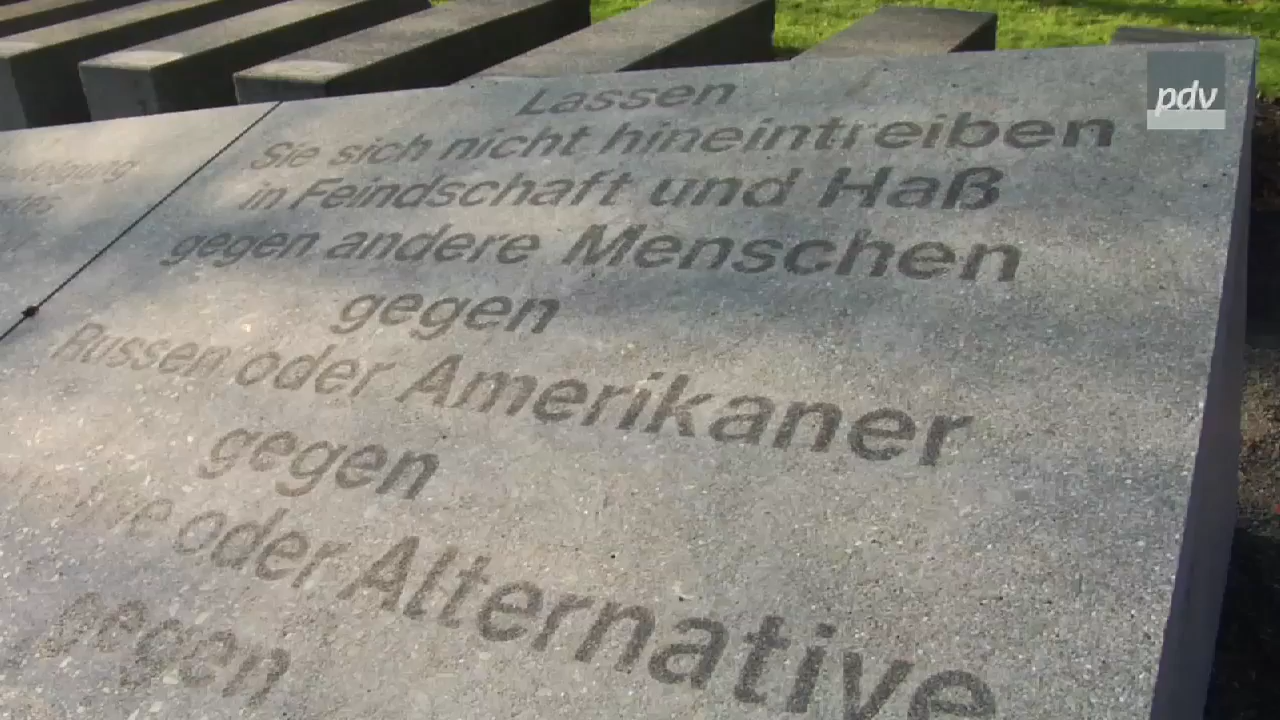 pdv
Lassen
Sie sich nicht hineintreiben
in Feindschaft und Haß
gegen andere Menschen
gegen
Russen oder Amerikaner
gegen
oder Alternative
gegen